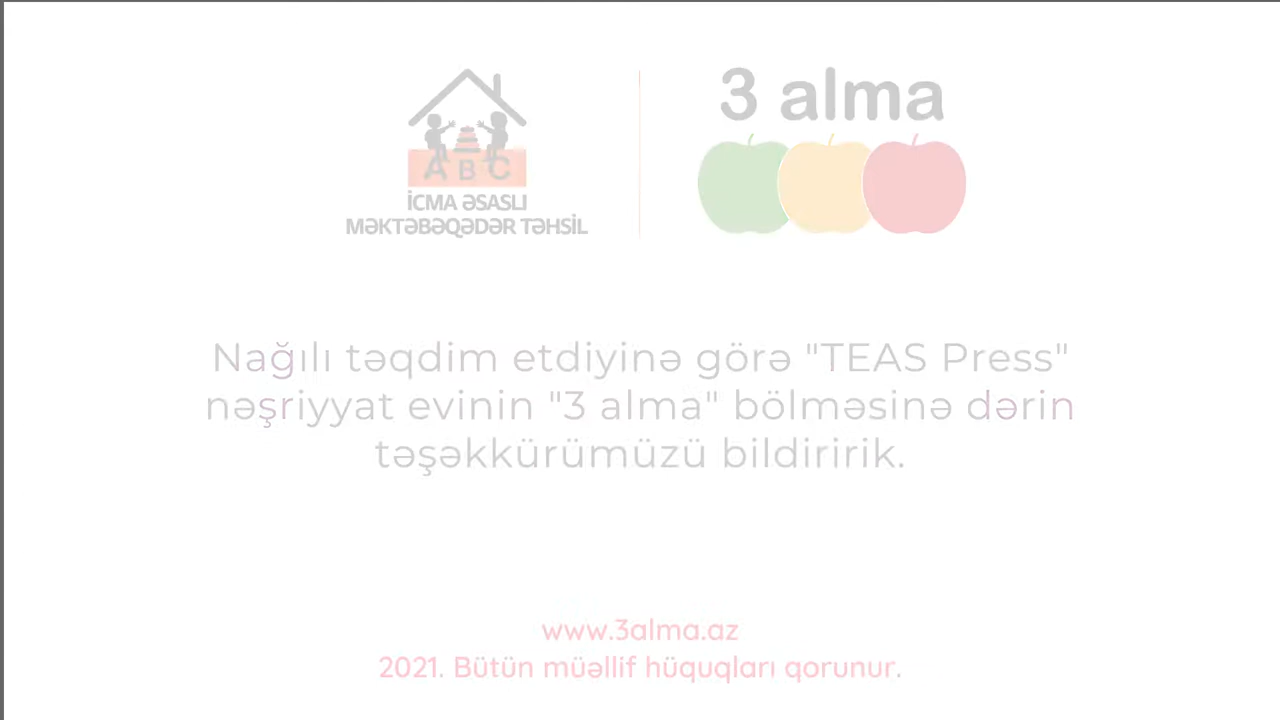 3 alma
A B C
İCMA ƏSASLI
MƏKTƏBƏQƏDƏR TƏHSİL
Nağılı təqdim etdiyinə görə "TEAS Press"
nəşriyyat evinin "3 alma" bölməsinə dərin
təşəkkürümüzü bildiririk.
www.3alma.az
2021. Bütün müəllif hüquqları qorunur.